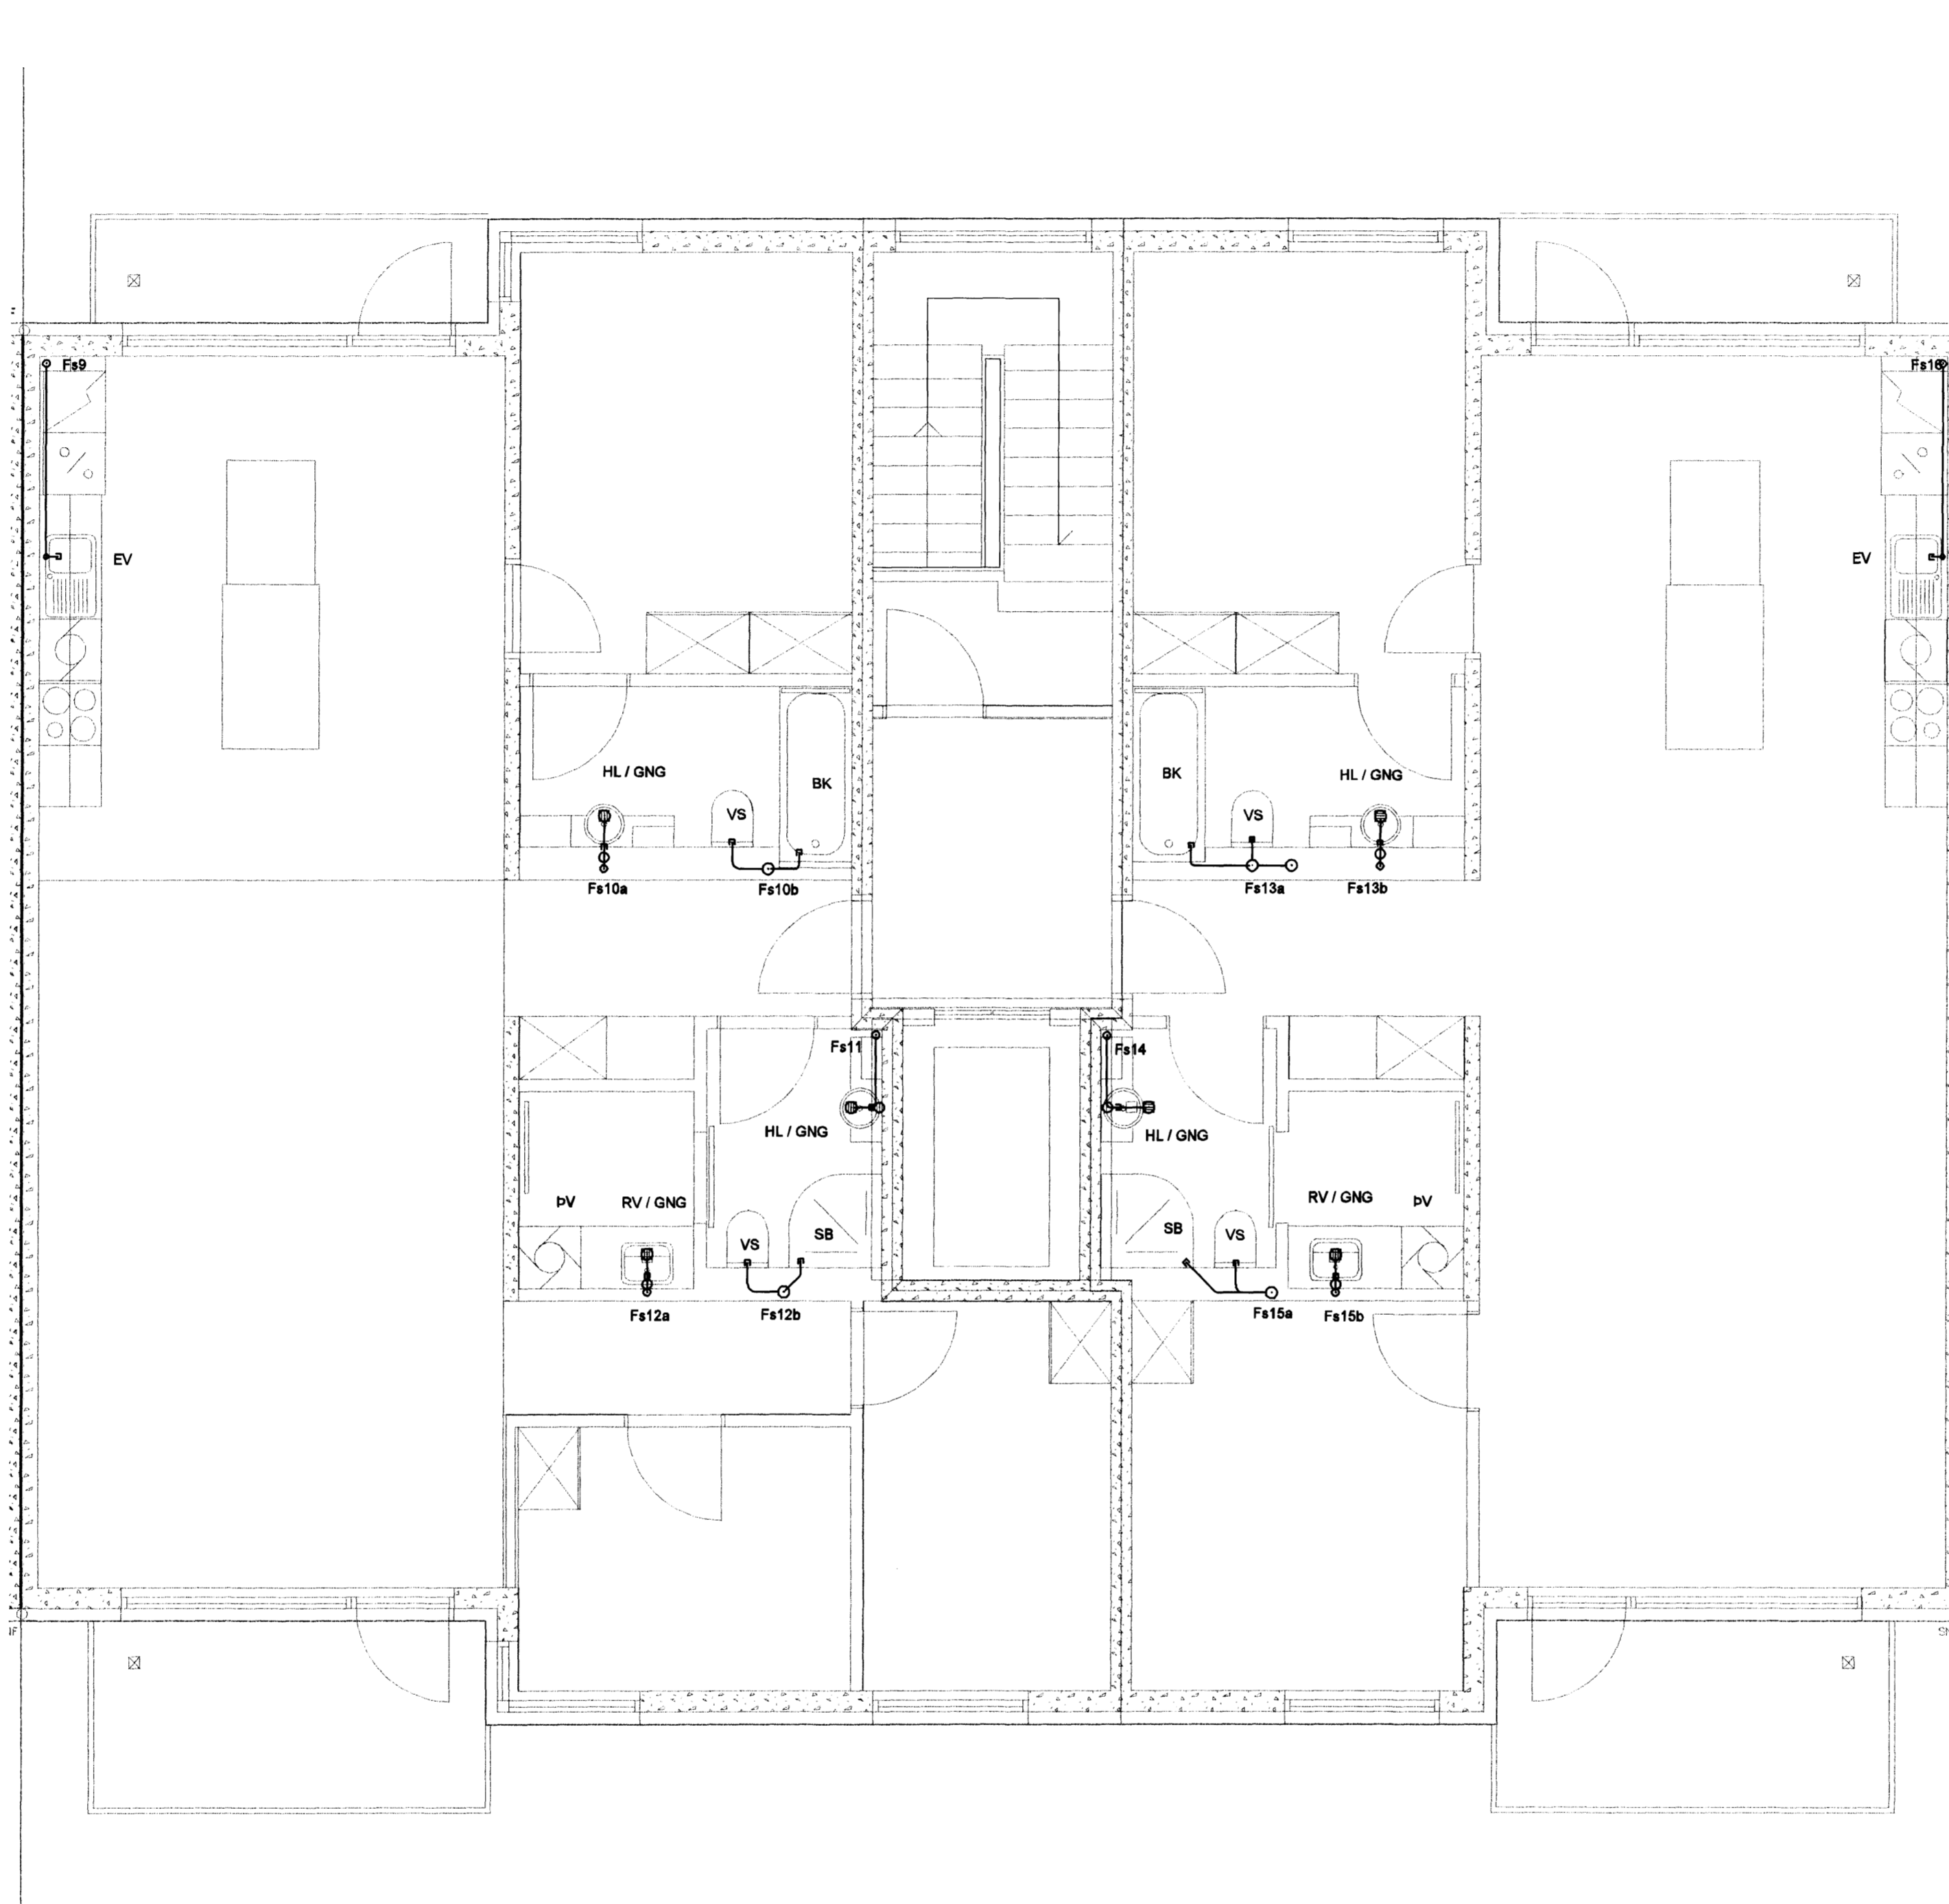 Fs9
Fs16
EV
EV
HL / GNG
BK
BK
HL / GNG
VS
VS
Fs10a
Fs10b
Fs13a
Fs13b
Fs11
Fs14
HL / GNG
HL / GNG
ÞV
RV / GNG
RV / GNG
ÞV
VS
SB
SB
VS
Fs12a
Fs12b
Fs15a
Fs15b